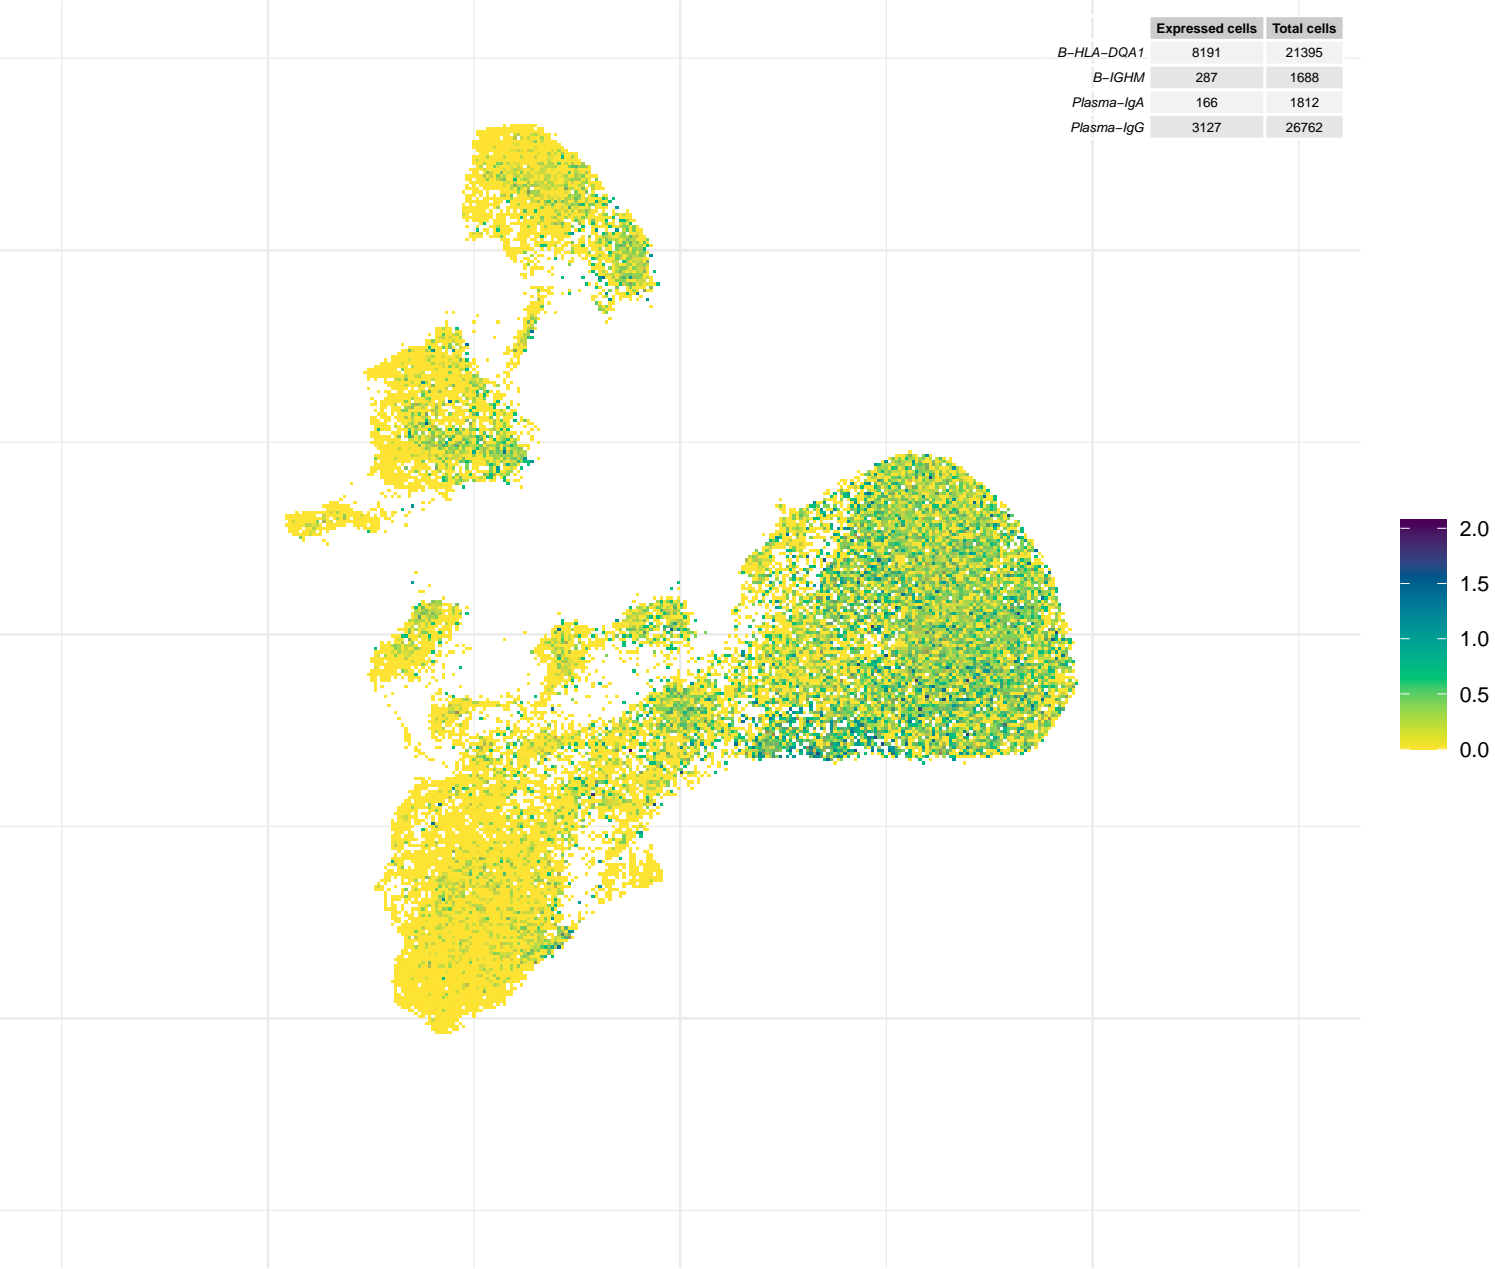 Expressed cells Total cells
B−HLA−DQA1 8191 21395
B−IGHM 287 1688
Plasma−IgA 166 1812
Plasma−IgG 3127 26762
2.0
1.5
1.0
0.5
0.0